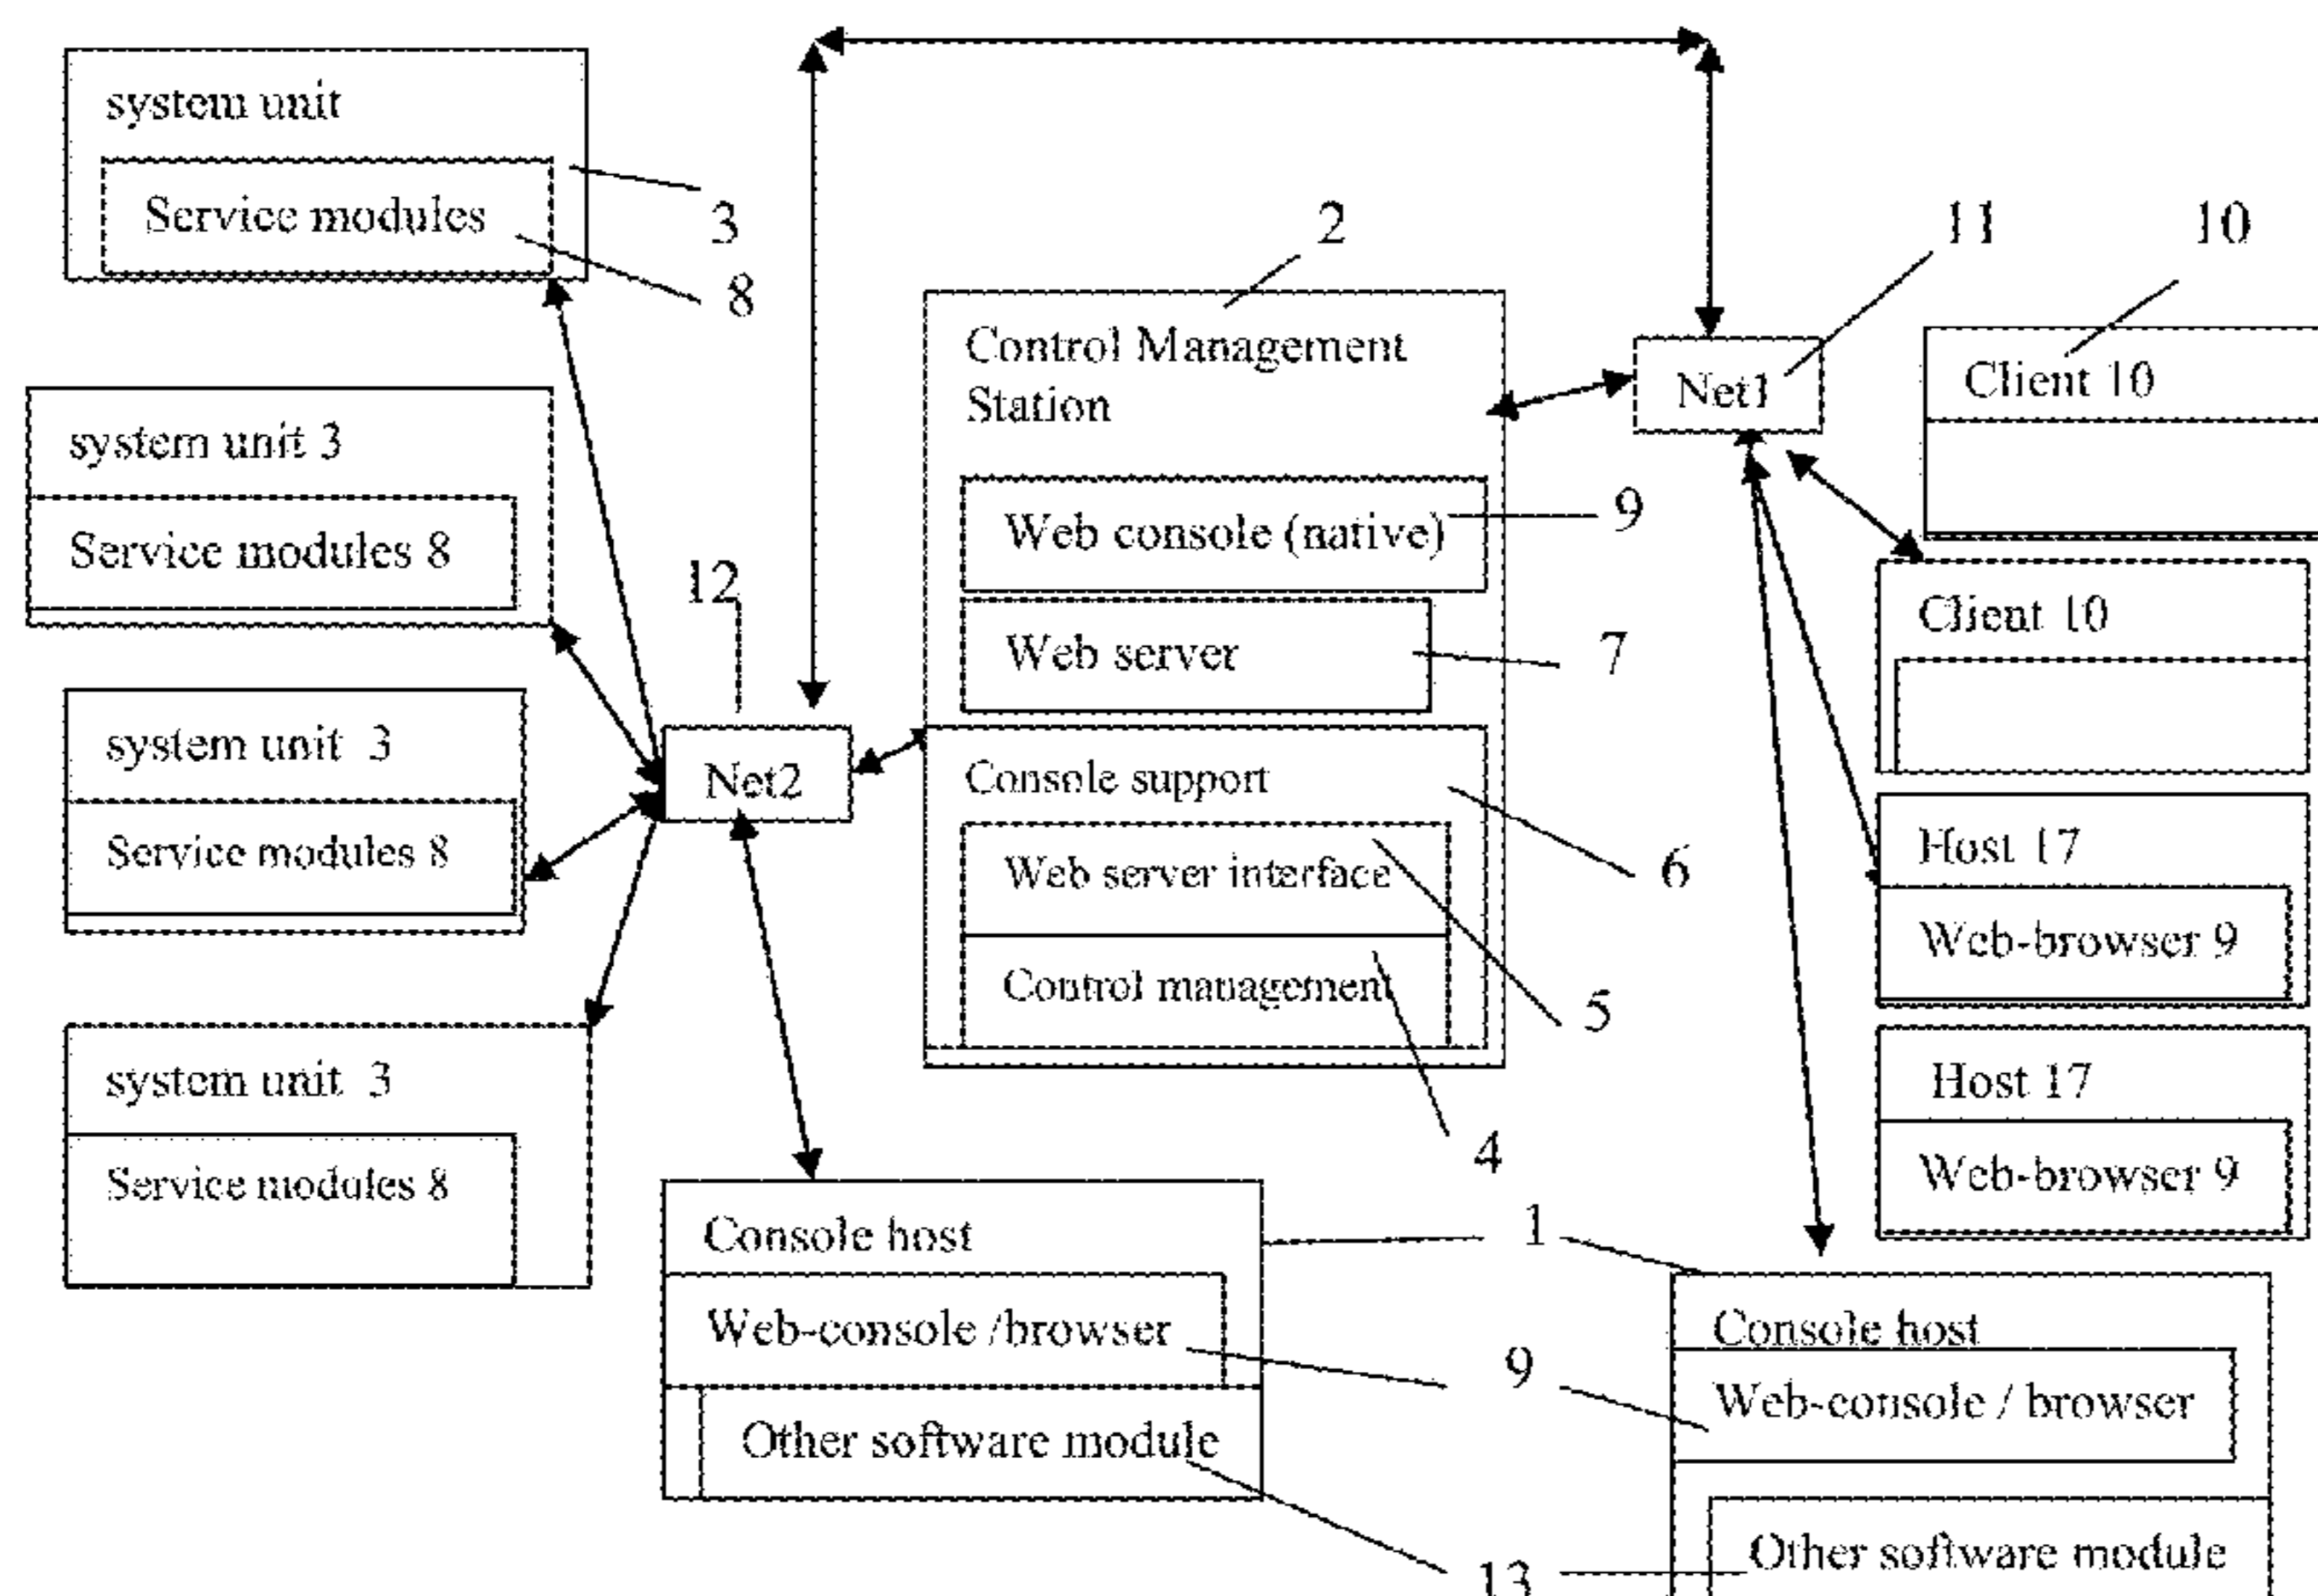 system unit
Service modules
3
8
system unit 3
Service modules 8
system unit 3
Service modules 8
system unit 3
Service modules 8
12
Net2
2
Control Management
Station
Web console (native)
9
Web server
7
Console support
6
Web server interface
5
Control management
4
11
10
Net1
Client 10
Client 10
Host 17
Web-browser 9
Host 17
Web-browser 9
Console host
1
Web-console /browser
9
Other software module
13
Console host
Web-console / browser
Other software module